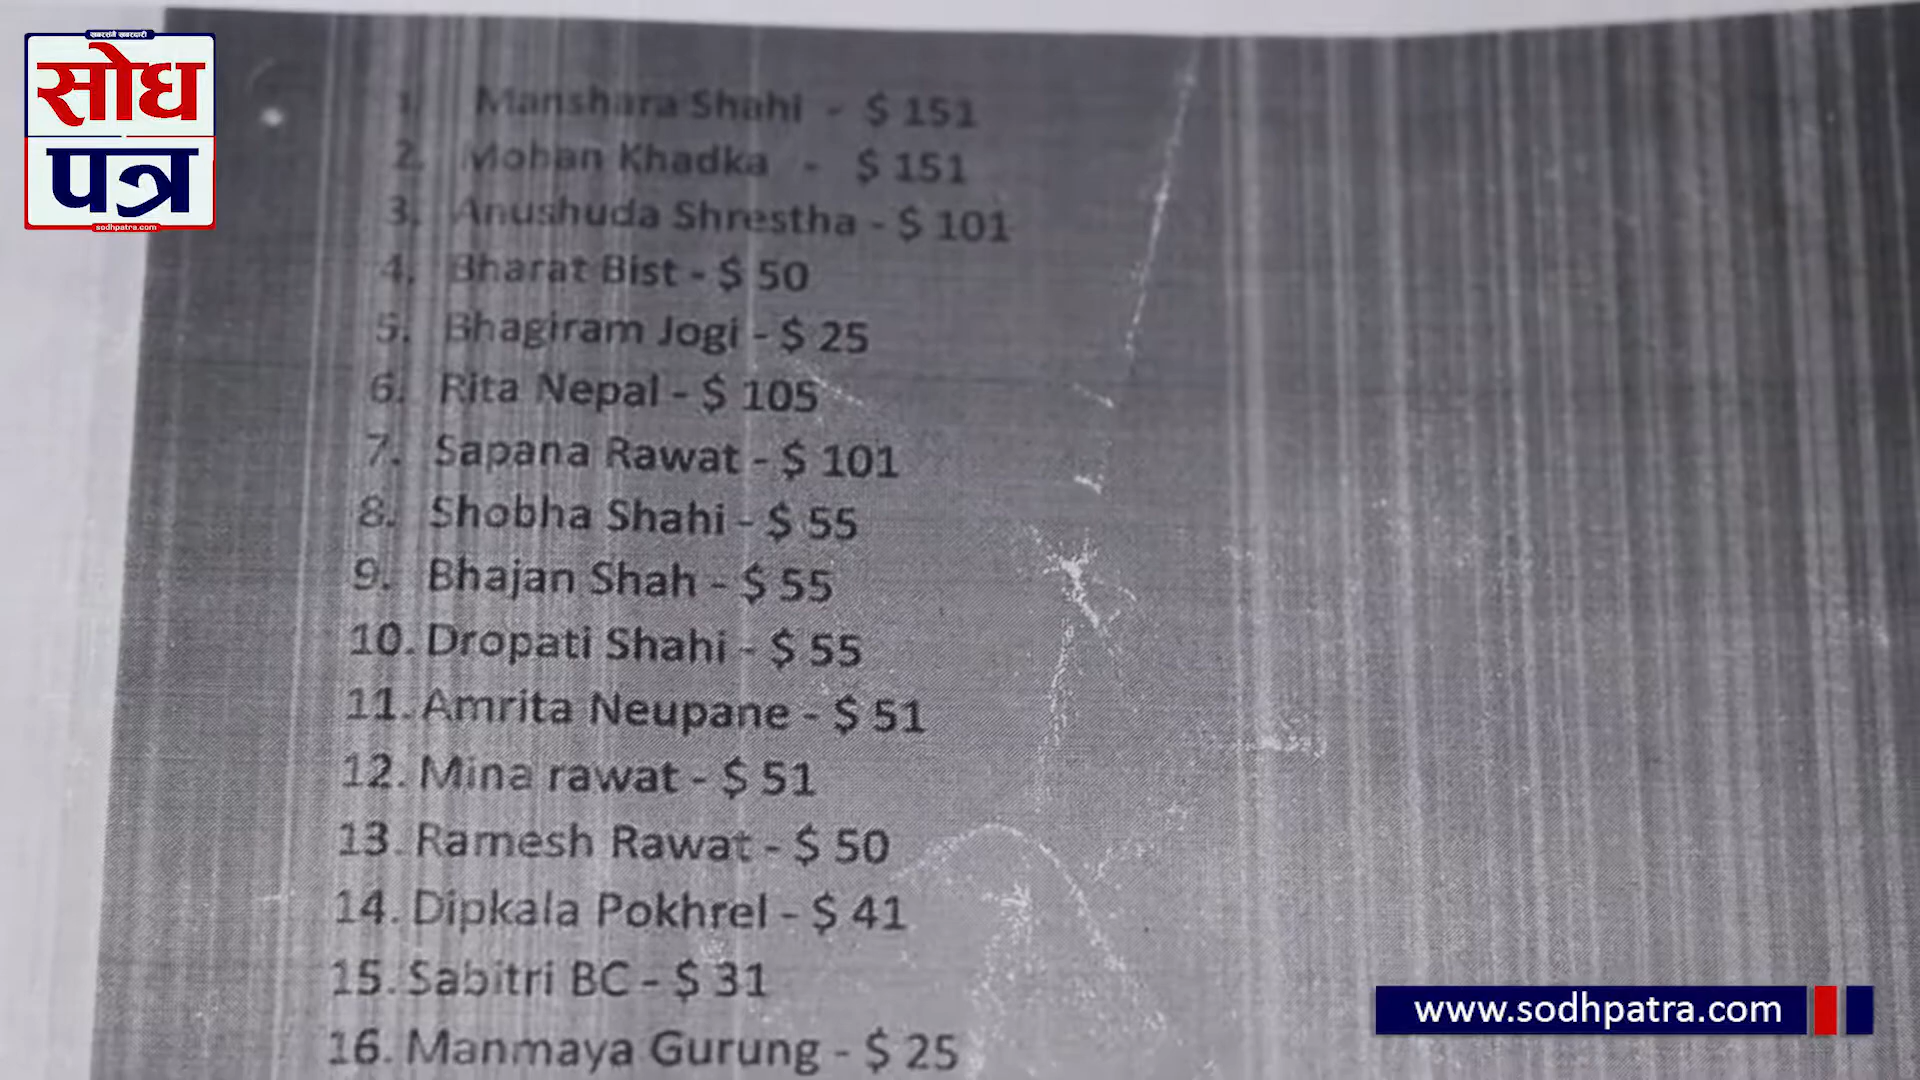 खबरसंगै खबरदारी
सोध
पत्र
sodhpatra.com
1. Manshara Shahi - $ 151
2. Mohan Khadka - $ 151
3. Anushuda Shrestha - $ 101
4. Bharat Bist - $ 50
5. Bhagiram Jogi - $ 25
6. Rita Nepal - $ 105
7. Sapana Rawat - $ 101
8. Shobha Shahi - $ 55
9. Bhajan Shah - $ 55
10. Dropati Shahi - $ 55
11. Amrita Neupane - $ 51
12. Mina rawat - $ 51
13. Ramesh Rawat - $ 50
14. Dipkala Pokhrel - $ 41
15. Sabitri BC - $ 31
16. Manmaya Gurung - $ 25
www.sodhpatra.com